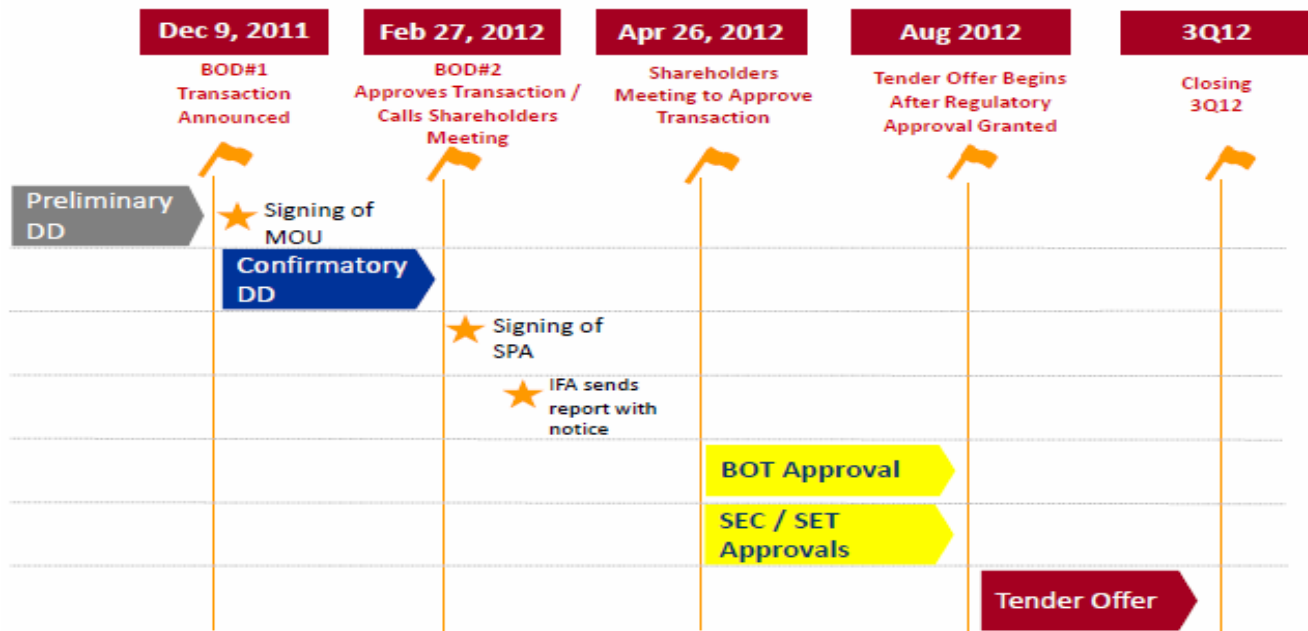 Dec 9, 2011
Feb 27, 2012
Apr 26, 2012
Aug 2012
3Q12
BOD#1
Transaction
Announced
BOD#2
Approves Transaction /
Calls Shareholders
Meeting
Shareholders
Meeting to Approve
Transaction
Tender Offer Begins
After Regulatory
Approval Granted
Closing
3Q12
Preliminary
DD
Signing of
MOU
Confirmatory
DD
Signing of
SPA
IFA sends
report with
notice
BOT Approval
SEC / SET
Approvals
Tender Offer